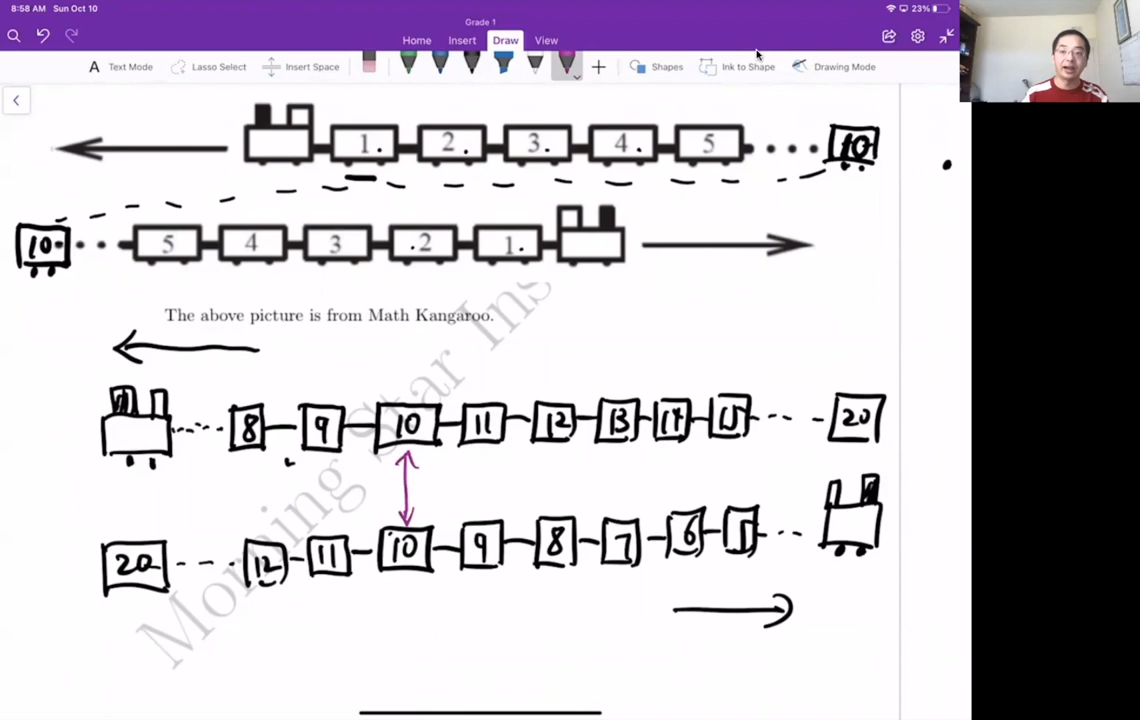 8:58 AM Sun Oct 10
23%
Grade 1
Home Insert Draw View
Text Mode Lasso Select Insert Space Shapes Ink to Shape Drawing Mode
1. 2. 3. 4. 5 10
10 5 4 3 .2 1.
The above picture is from Math Kangaroo.
8 9 10 11 12 13 14 15 20
20 12 11 10 9 8 7 6
Morning Star Ins